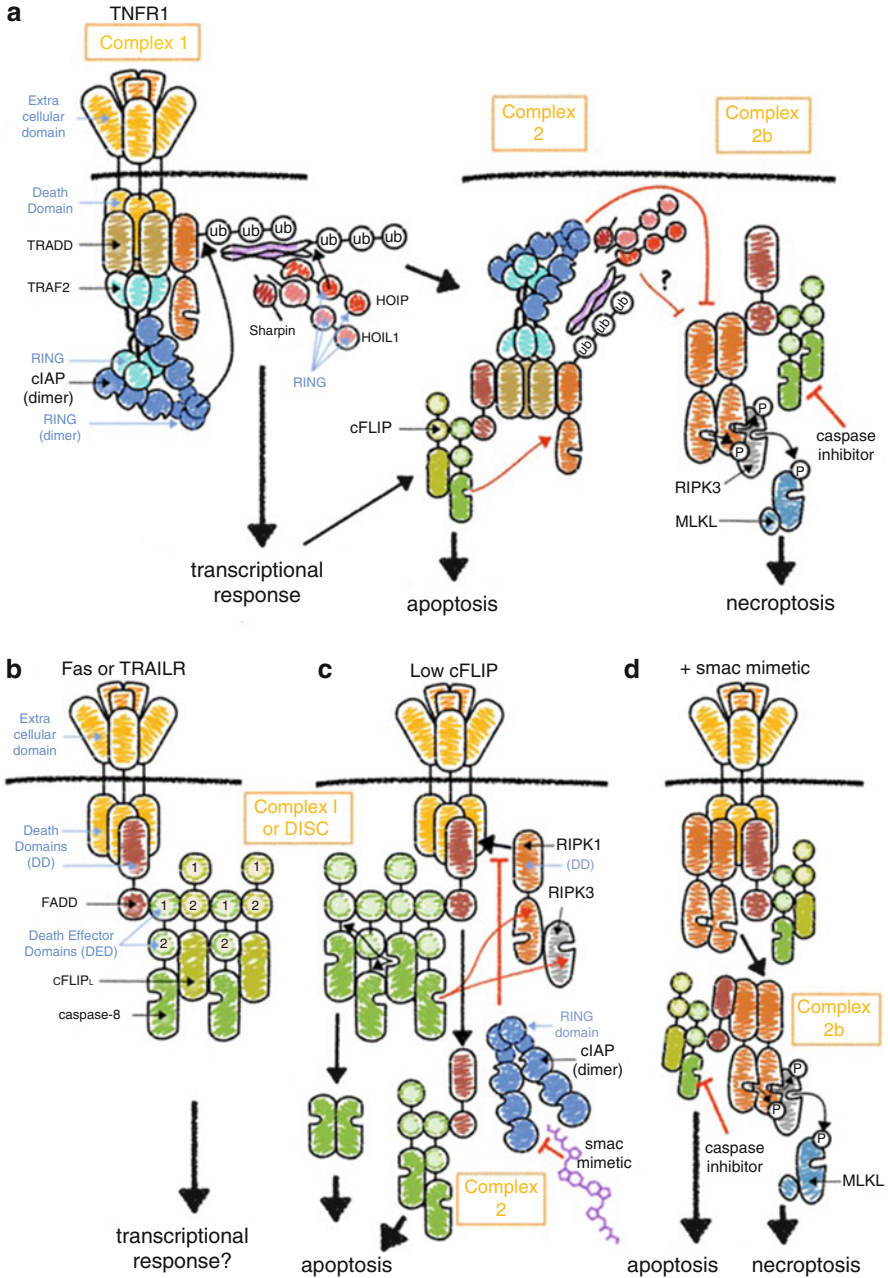 a
TNFR1
Complex 1
Extra
cellular
domain
Death
Domain
TRADD
TRAF2
RING
cIAP
(dimer)
RING
(dimer)
ub ub ub
ub ub ub
HOIP
Sharpin
HOIL1
RING
transcriptional
response
Complex
2
cFLIP
ub
ub
ub
?
apoptosis
Complex
2b
P
P
caspase
inhibitor
RIPK3
P
MLKL
necroptosis
b
Fas or TRAILR
Extra
cellular
domain
Complex I
or DISC
Death
Domains
(DD)
FADD
1 1
1 2 1 2
2 2
Death Effector
Domains (DED)
cFLIPL
caspase-8
transcriptional
response?
c
Low cFLIP
RIPK1
(DD)
RIPK3
RING
domain
cIAP
(dimer)
smac
mimetic
Complex
2
apoptosis
d
+ smac mimetic
Complex
2b
P
P
caspase
inhibitor
P
MLKL
apoptosis
necroptosis